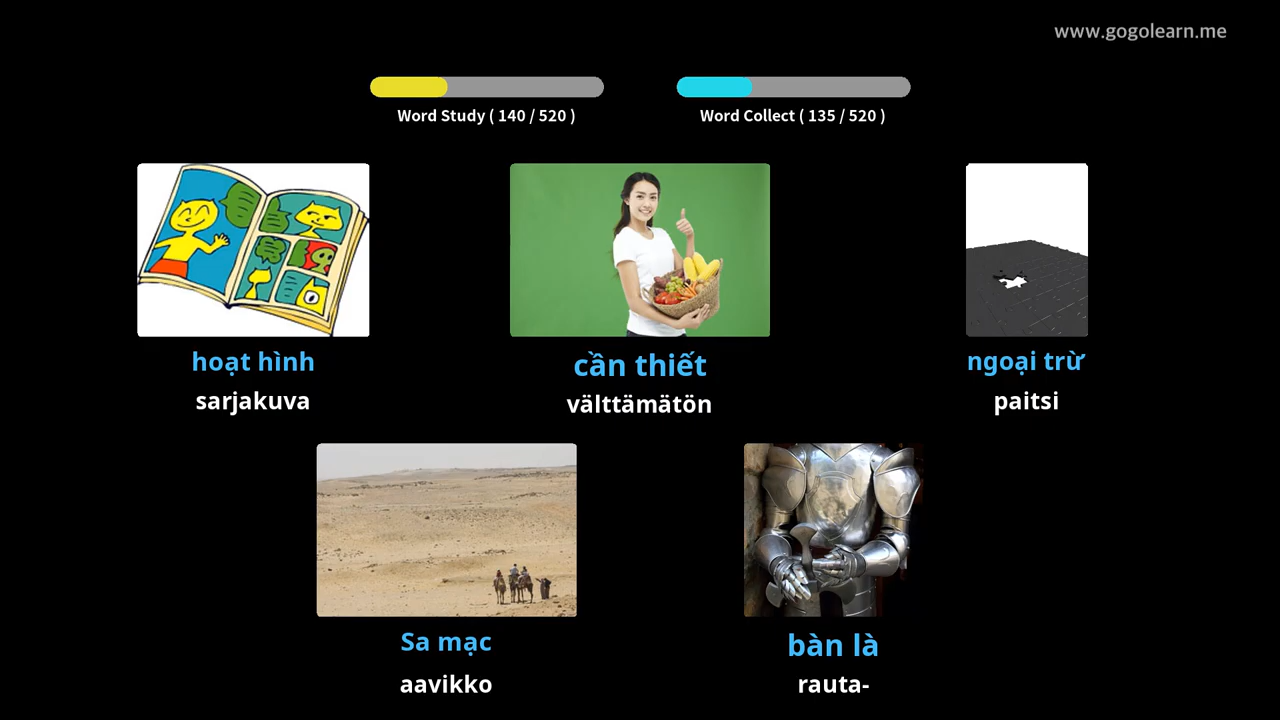 www.gogolearn.me
Word Study ( 140 / 520 )
Word Collect ( 135 / 520 )
hoạt hình
sarjakuva
cần thiết
välttämätön
ngoại trừ
paitsi
Sa mạc
aavikko
bàn là
rauta-